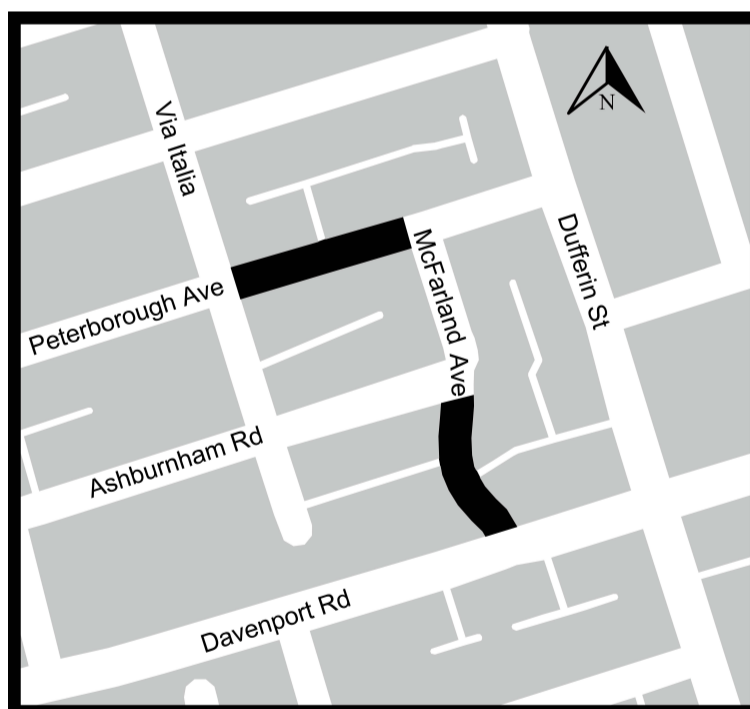 N
Via Italia
McFarland Ave
Dufferin St
Peterborough Ave
Ashburnham Rd
Davenport Rd